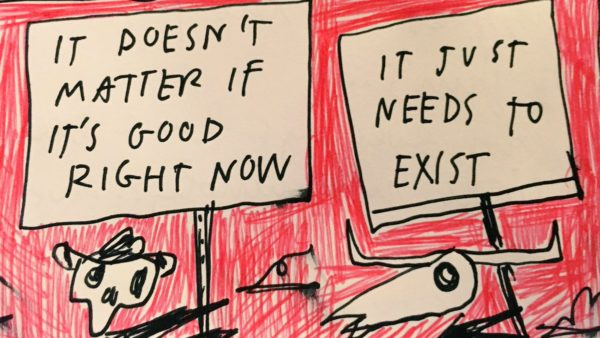 IT DOESN'T
MATTER IF
IT'S GOOD
RIGHT NOW
IT JUST
NEEDS TO
EXIST